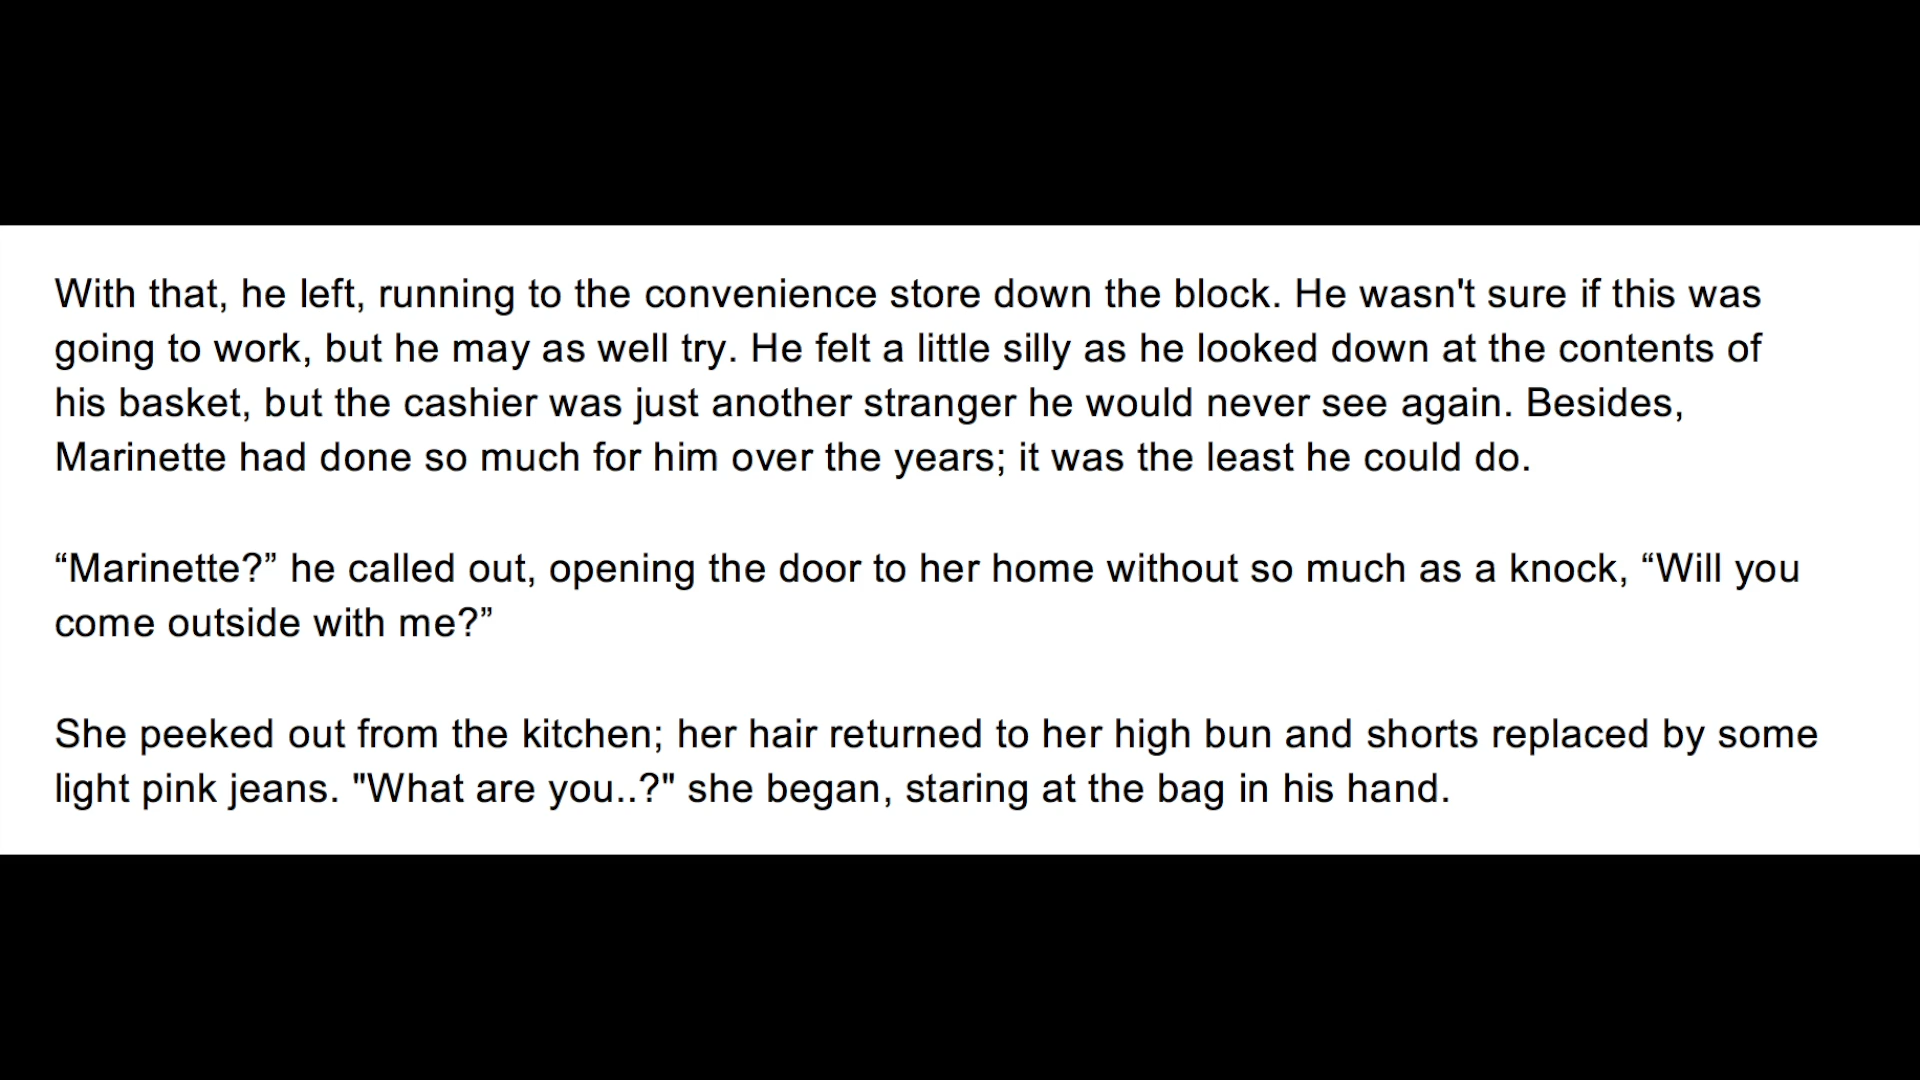 With that, he left, running to the convenience store down the block. He wasn't sure if this was
going to work, but he may as well try. He felt a little silly as he looked down at the contents of
his basket, but the cashier was just another stranger he would never see again. Besides,
Marinette had done so much for him over the years; it was the least he could do.
“Marinette?” he called out, opening the door to her home without so much as a knock, “Will you
come outside with me?”
She peeked out from the kitchen; her hair returned to her high bun and shorts replaced by some
light pink jeans. "What are you..?" she began, staring at the bag in his hand.